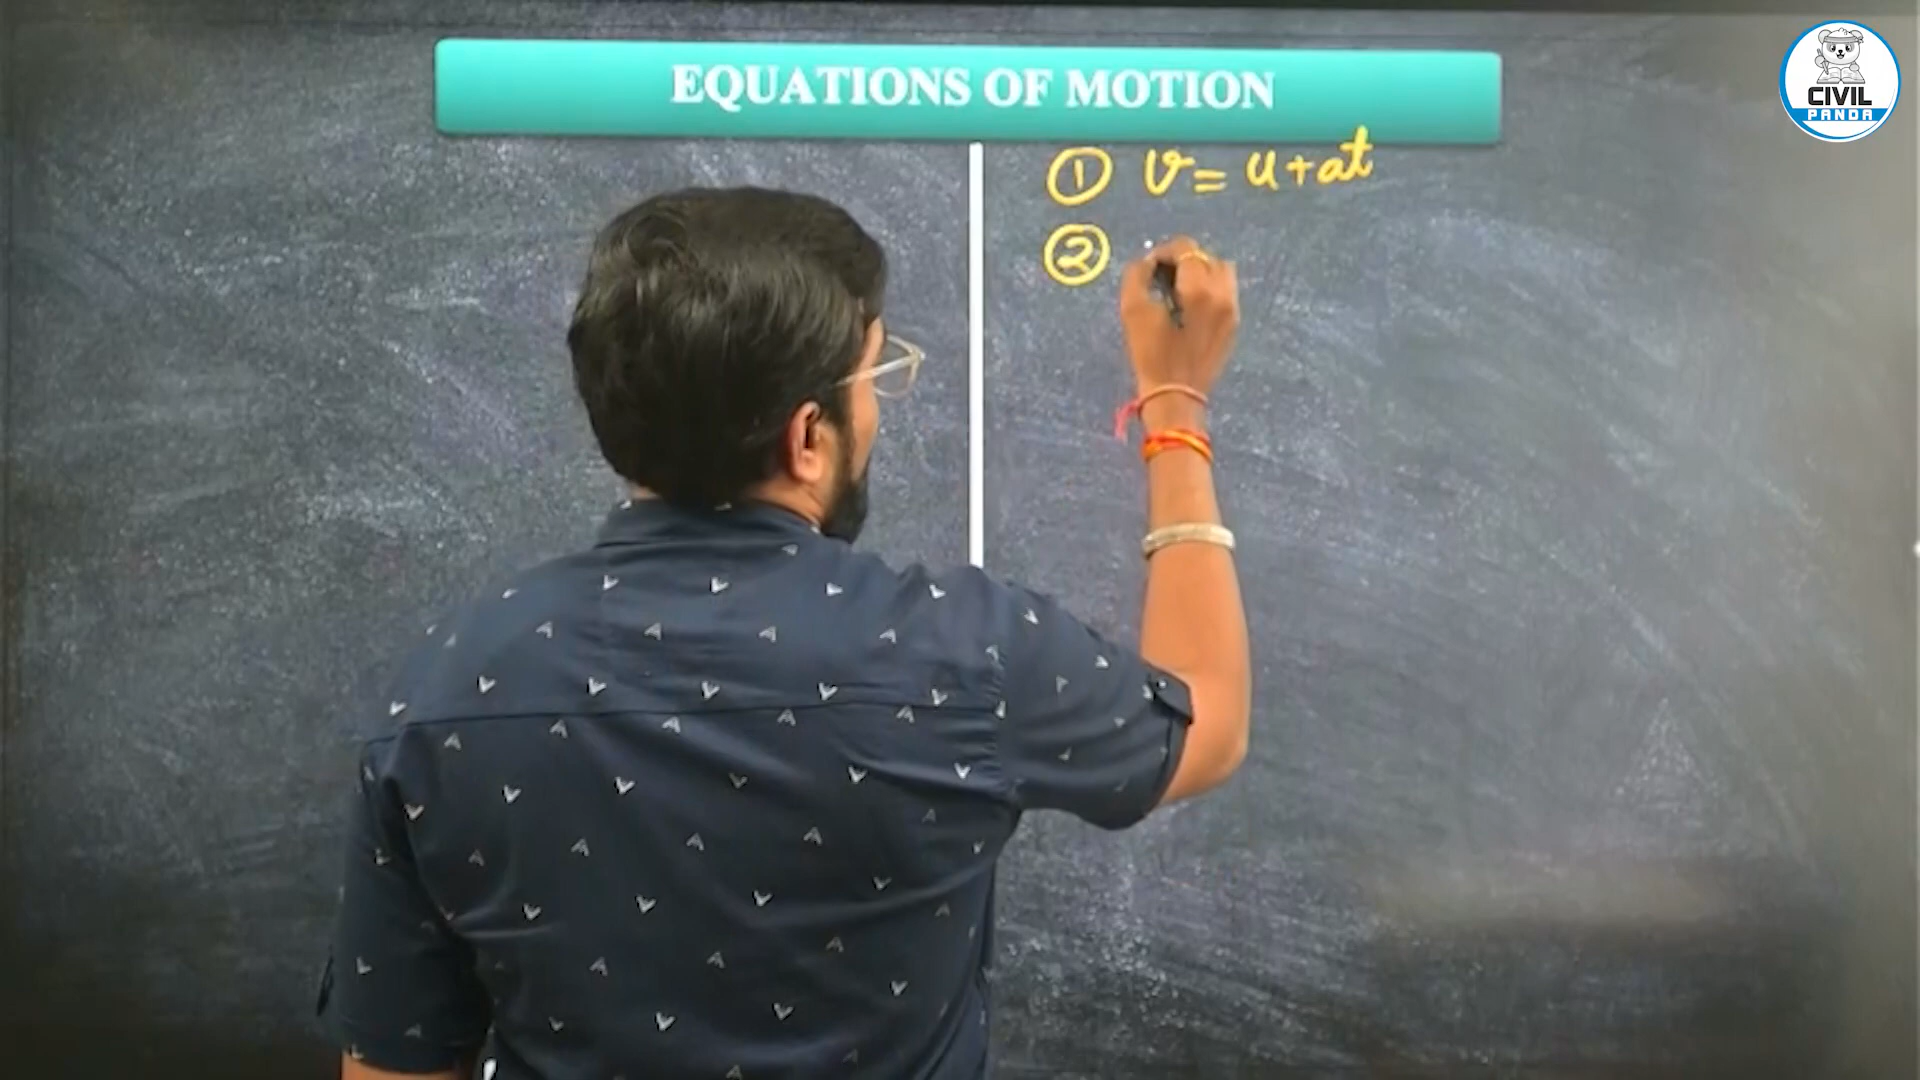 EQUATIONS OF MOTION
① v = u + at
②
CIVIL
PANDA